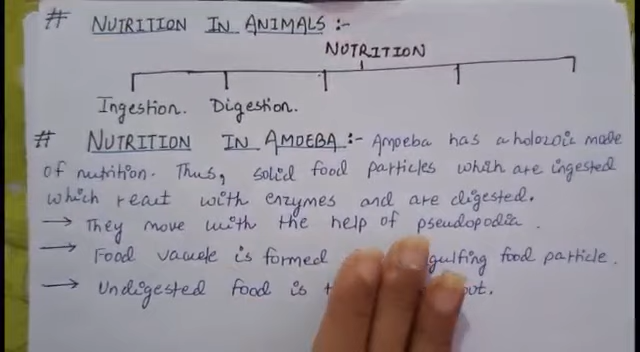 # NUTRITION IN ANIMALS :-
NUTRITION
Ingestion. Digestion.
# NUTRITION IN AMOEBA :- Amoeba has a holozoic mode
of nutrition. Thus, solid food particles which are ingested
which react with enzymes and are digested.
→ They move with the help of pseudopodia.
→ Food vacuole is formed gulfing food particle.
→ Undigested food is out.